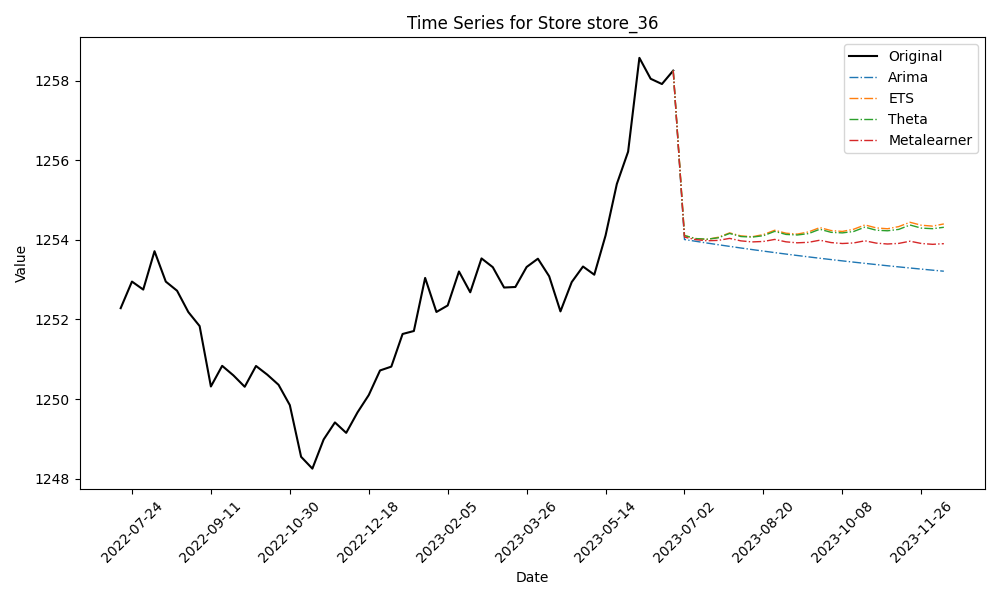 Time Series for Store store_36
Original
Arima
ETS
Theta
Metalearner
1258
1256
1254
1252
1250
1248
Value
2022-07-24
2022-09-11
2022-10-30
2022-12-18
2023-02-05
2023-03-26
2023-05-14
2023-07-02
2023-08-20
2023-10-08
2023-11-26
Date